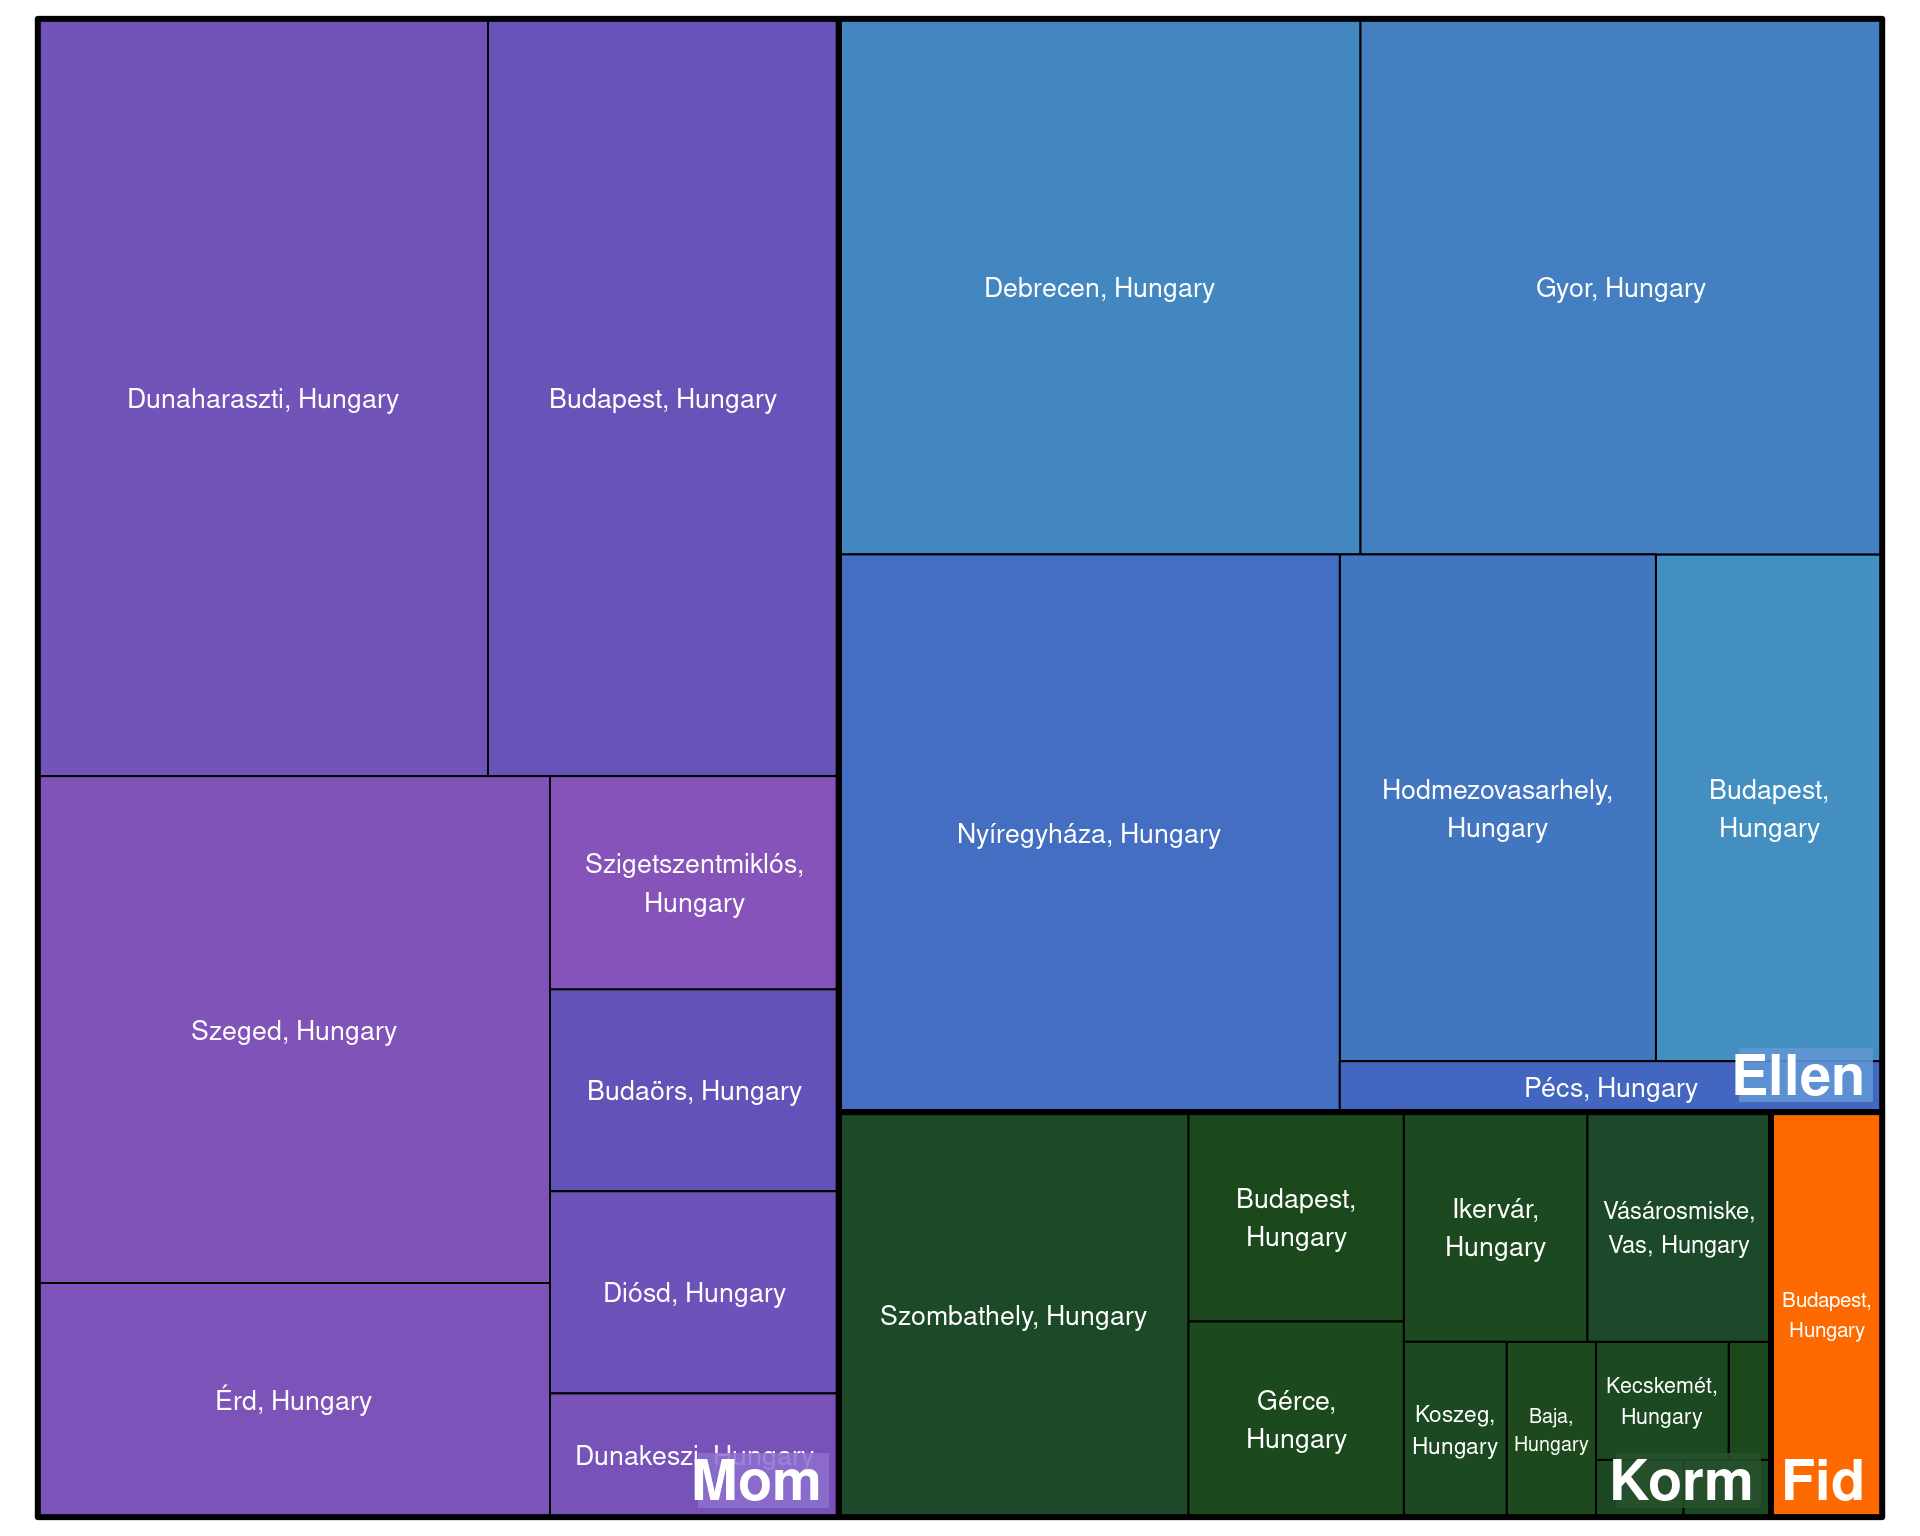 Dunaharaszti, Hungary
Budapest, Hungary
Szeged, Hungary
Szigetszentmiklós,
Hungary
Budaörs, Hungary
Diósd, Hungary
Érd, Hungary
Dunakeszi, Hungary
Mom
Debrecen, Hungary
Gyor, Hungary
Nyíregyháza, Hungary
Hodmezovasarhely,
Hungary
Budapest,
Hungary
Pécs, Hungary
Ellen
Szombathely, Hungary
Budapest,
Hungary
Gérce,
Hungary
Ikervár,
Hungary
Vásárosmiske,
Vas, Hungary
Koszeg,
Hungary
Baja,
Hungary
Kecskemét,
Hungary
Korm
Budapest,
Hungary
Fid